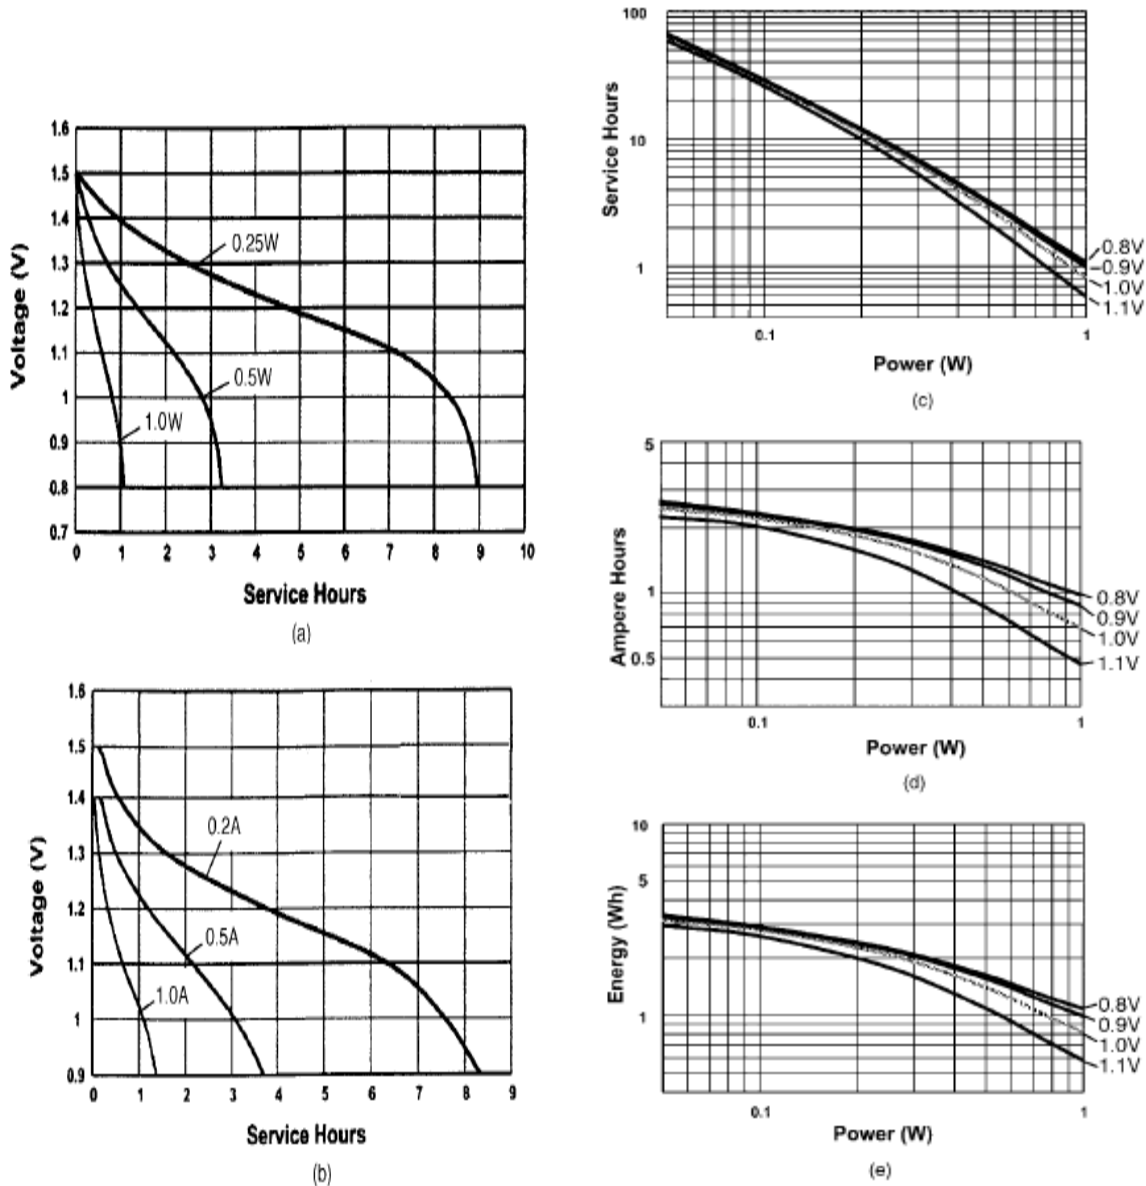 1.6
1.5
1.4
1.3
1.2
1.1
1
0.9
0.8
0.7
Voltage (V)
0.25W
0.5W
1.0W
0 1 2 3 4 5 6 7 8 9 10
Service Hours
(a)
1.6
1.5
1.4
1.3
1.2
1.1
1
0.9
Voltage (V)
0.2A
0.5A
1.0A
0 1 2 3 4 5 6 7 8 9
Service Hours
(b)
100
10
1
Service Hours
0.8V
0.9V
1.0V
1.1V
0.1 1
Power (W)
(c)
5
1
0.5
Ampere Hours
0.8V
0.9V
1.0V
1.1V
0.1 1
Power (W)
(d)
10
5
1
Energy (Wh)
0.8V
0.9V
1.0V
1.1V
0.1 1
Power (W)
(e)